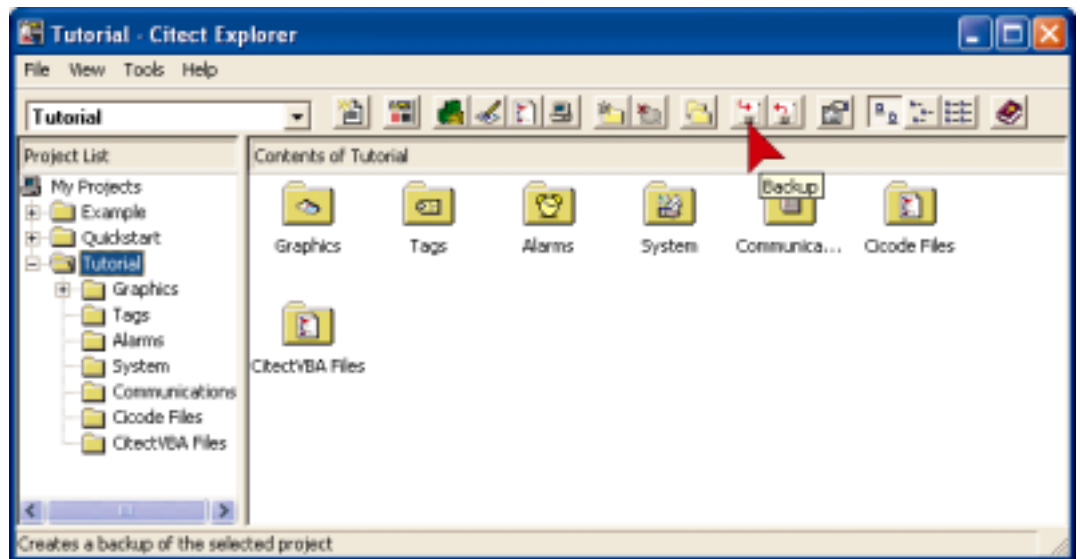 Tutorial - Citect Explorer
File View Tools Help
Tutorial
Project List
Contents of Tutorial
My Projects
Example
Quickstart
Tutorial
Graphics
Tags
Alarms
System
Communications
Cicode Files
CitectVBA Files
Backup
Graphics
Tags
Alarms
System
Communica...
Cicode Files
CitectVBA Files
Creates a backup of the selected project